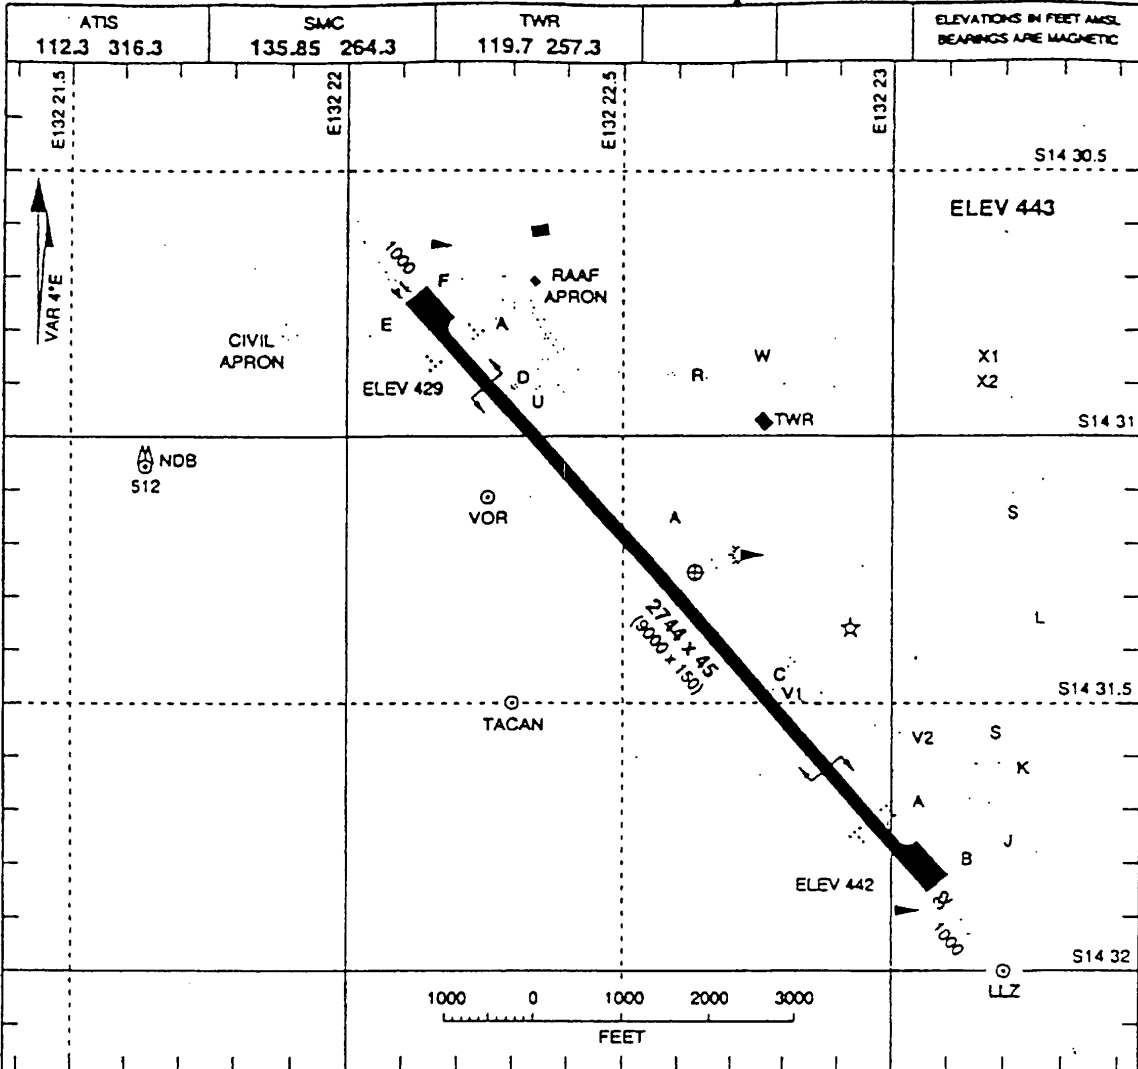 ATIS
112.3 316.3
SMC
135.85 264.3
TWR
119.7 257.3
ELEVATIONS IN FEET AMSL
BEARINGS ARE MAGNETIC
E132 21.5
E132 22
E132 22.5
E132 23
S14 30.5
ELEV 443
VAR 4°E
1000
F
RAAF
APRON
E
A
CIVIL
APRON
W
X1
ELEV 429
D
R
X2
U
TWR
S14 31
NDB
512
VOR
A
S
2744 x 45
(9000 x 150)
L
C
V1
S14 31.5
TACAN
V2
S
K
A
J
B
ELEV 442
1000
S14 32
LLZ
1000 0 1000 2000 3000
FEET